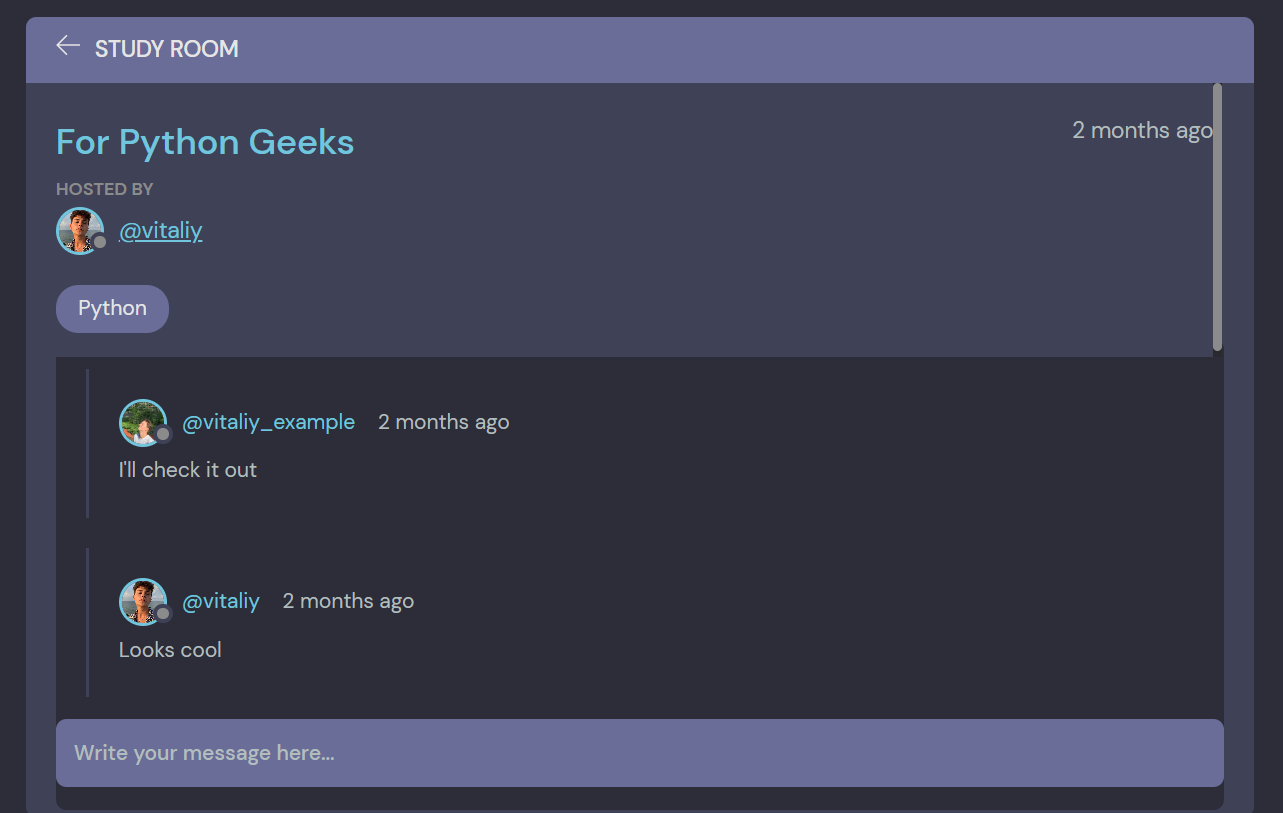 STUDY ROOM
For Python Geeks
2 months ago
HOSTED BY
@vitaliy
Python
@vitaliy_example 2 months ago
I'll check it out
@vitaliy 2 months ago
Looks cool
Write your message here...